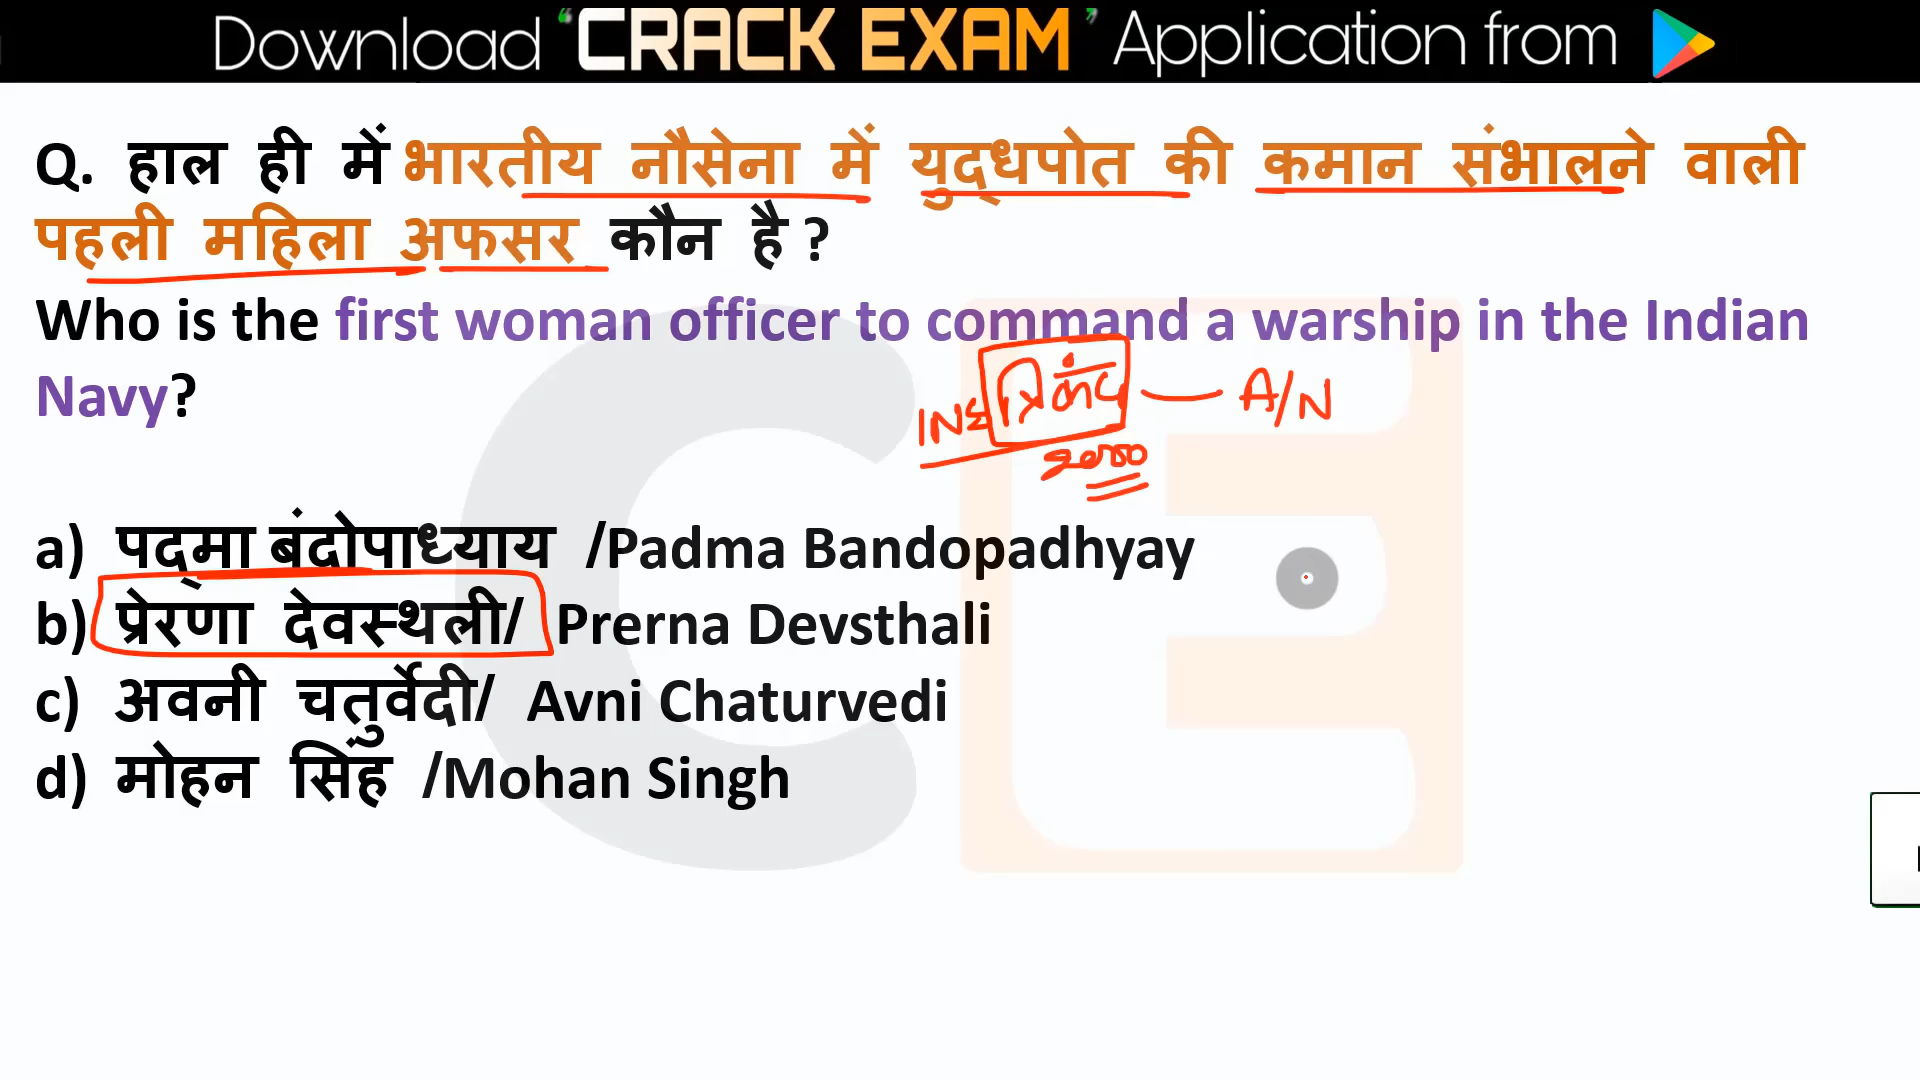 Download ‘CRACK EXAM’ Application from
Q. हाल ही में भारतीय नौसेना में युद्धपोत की कमान संभालने वाली
पहली महिला अफसर कौन है ?
Who is the first woman officer to command a warship in the Indian
Navy?
INS — A/N
a) पद्मा बंदोपाध्याय /Padma Bandopadhyay
b) प्रेरणा देवस्थली/ Prerna Devsthali
c) अवनी चतुर्वेदी/ Avni Chaturvedi
d) मोहन सिंह /Mohan Singh